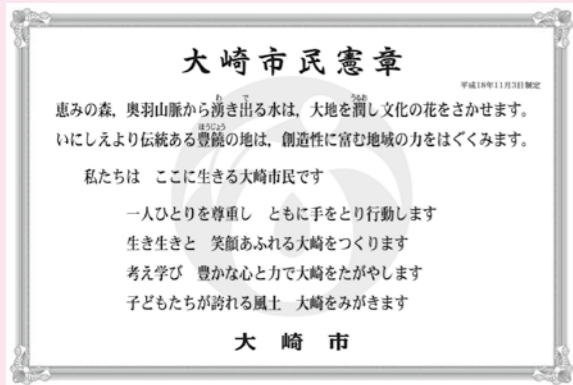 大崎市民憲章
平成18年11月3日制定
恵みの森，奥羽山脈から湧き出る水は，大地を潤し文化の花をさかせます。
いにしえより伝統ある豊饒の地は，創造性に富む地域の力をはぐくみます。
私たちは　ここに生きる大崎市民です
一人ひとりを尊重し　ともに手をとり行動します
生き生きと　笑顔あふれる大崎をつくります
考え学び　豊かな心と力で大崎をたがやします
子どもたちが誇れる風土　大崎をみがきます
大　崎　市